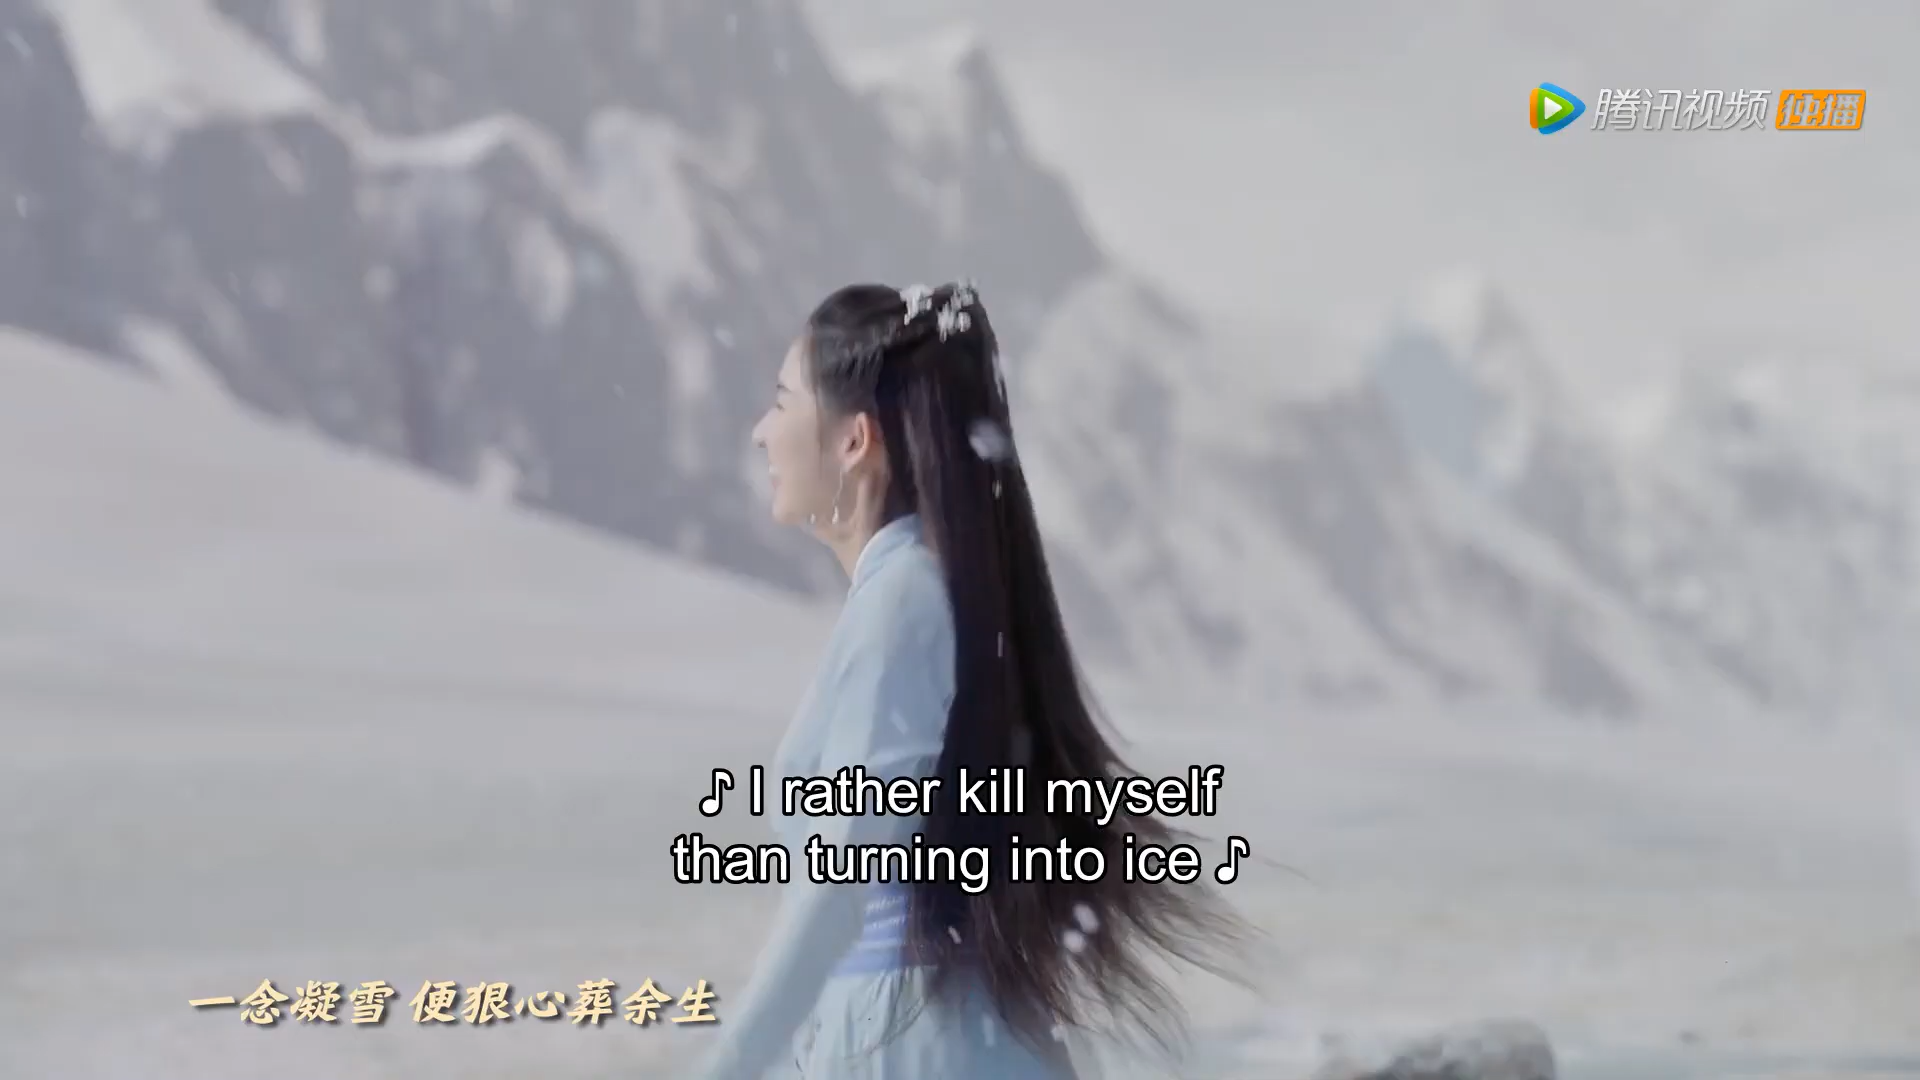 腾讯视频 独播
♪ I rather kill myself
than turning into ice ♪
一念凝雪 便狠心葬余生